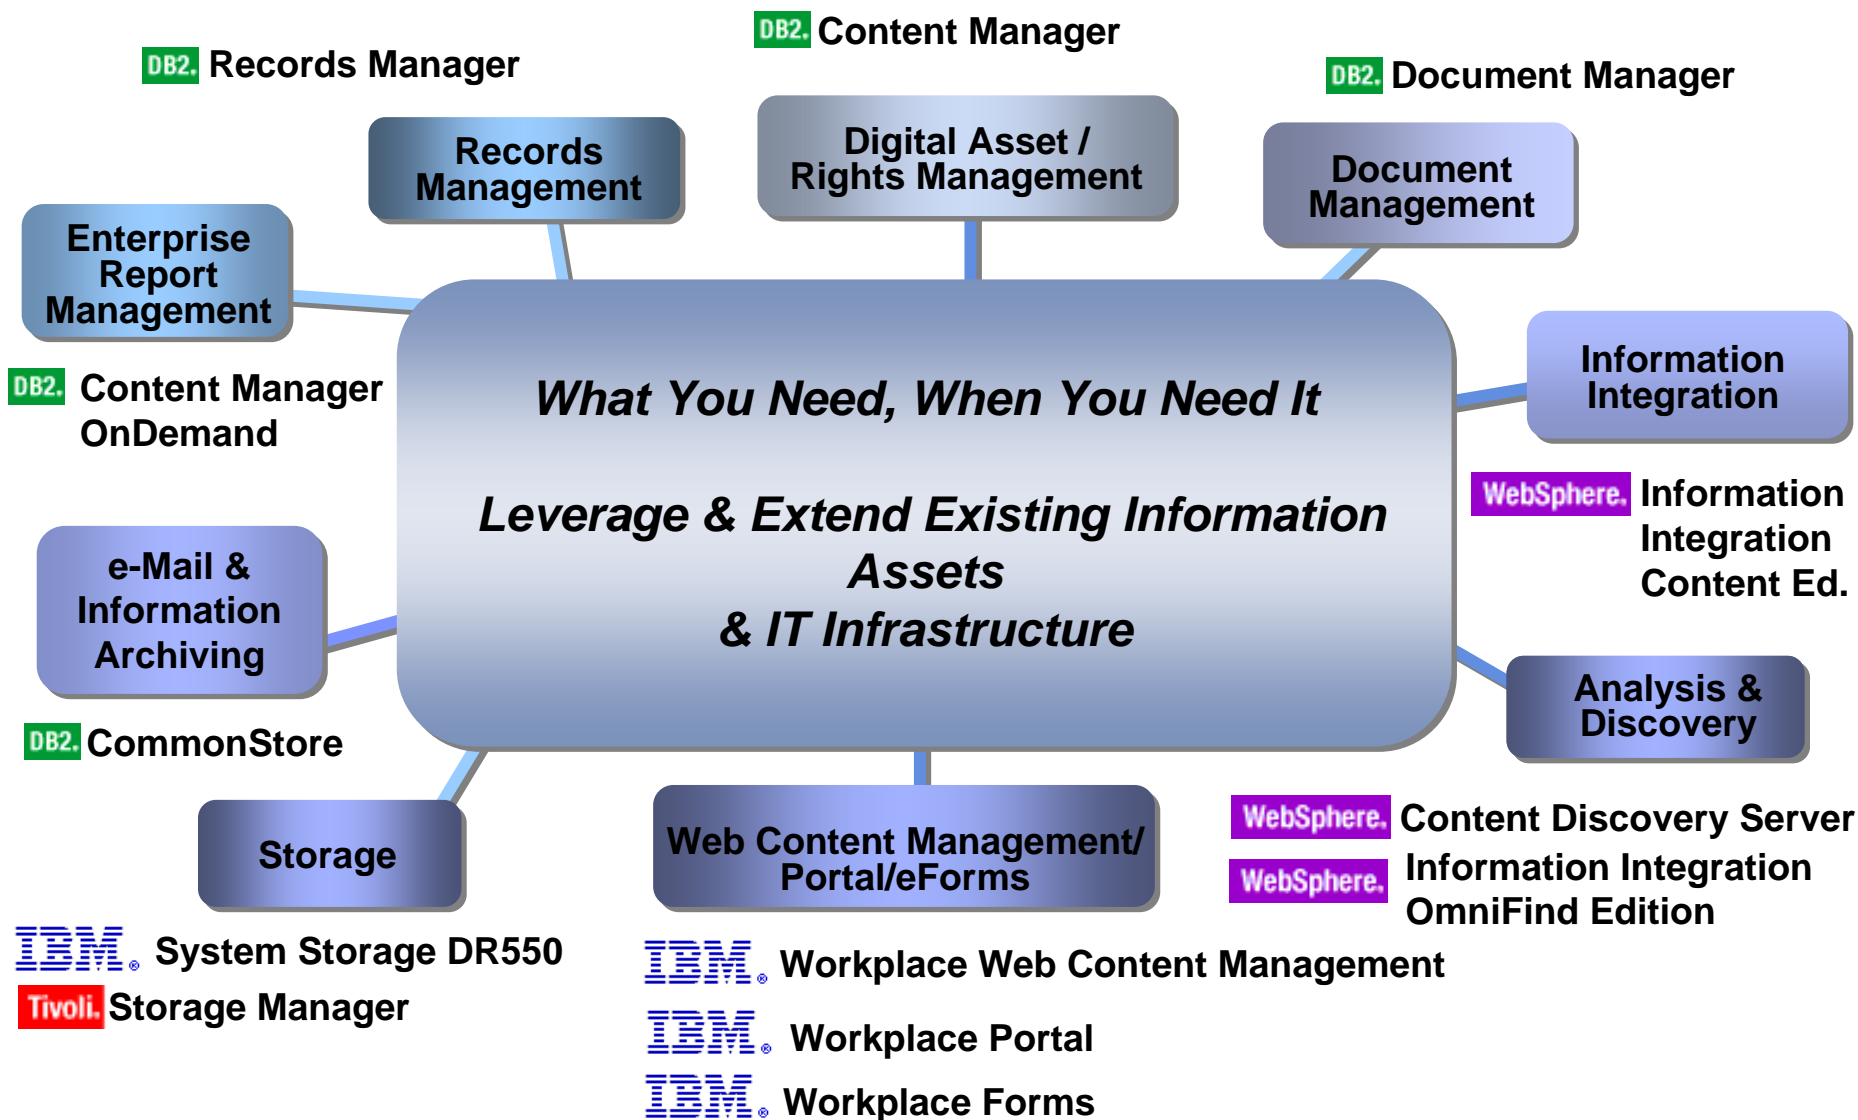 DB2. Content Manager
DB2. Records Manager
DB2. Document Manager
Records
Management
Digital Asset /
Rights Management
Document
Management
Enterprise
Report
Management
DB2. Content Manager
OnDemand
What You Need, When You Need It
Leverage & Extend Existing Information
Assets
& IT Infrastructure
Information
Integration
WebSphere. Information
Integration
Content Ed.
e-Mail &
Information
Archiving
DB2. CommonStore
Analysis &
Discovery
WebSphere. Content Discovery Server
WebSphere. Information Integration
OmniFind Edition
Storage
IBM.® System Storage DR550
Tivoli. Storage Manager
Web Content Management/
Portal/eForms
IBM.® Workplace Web Content Management
IBM.® Workplace Portal
IBM.® Workplace Forms